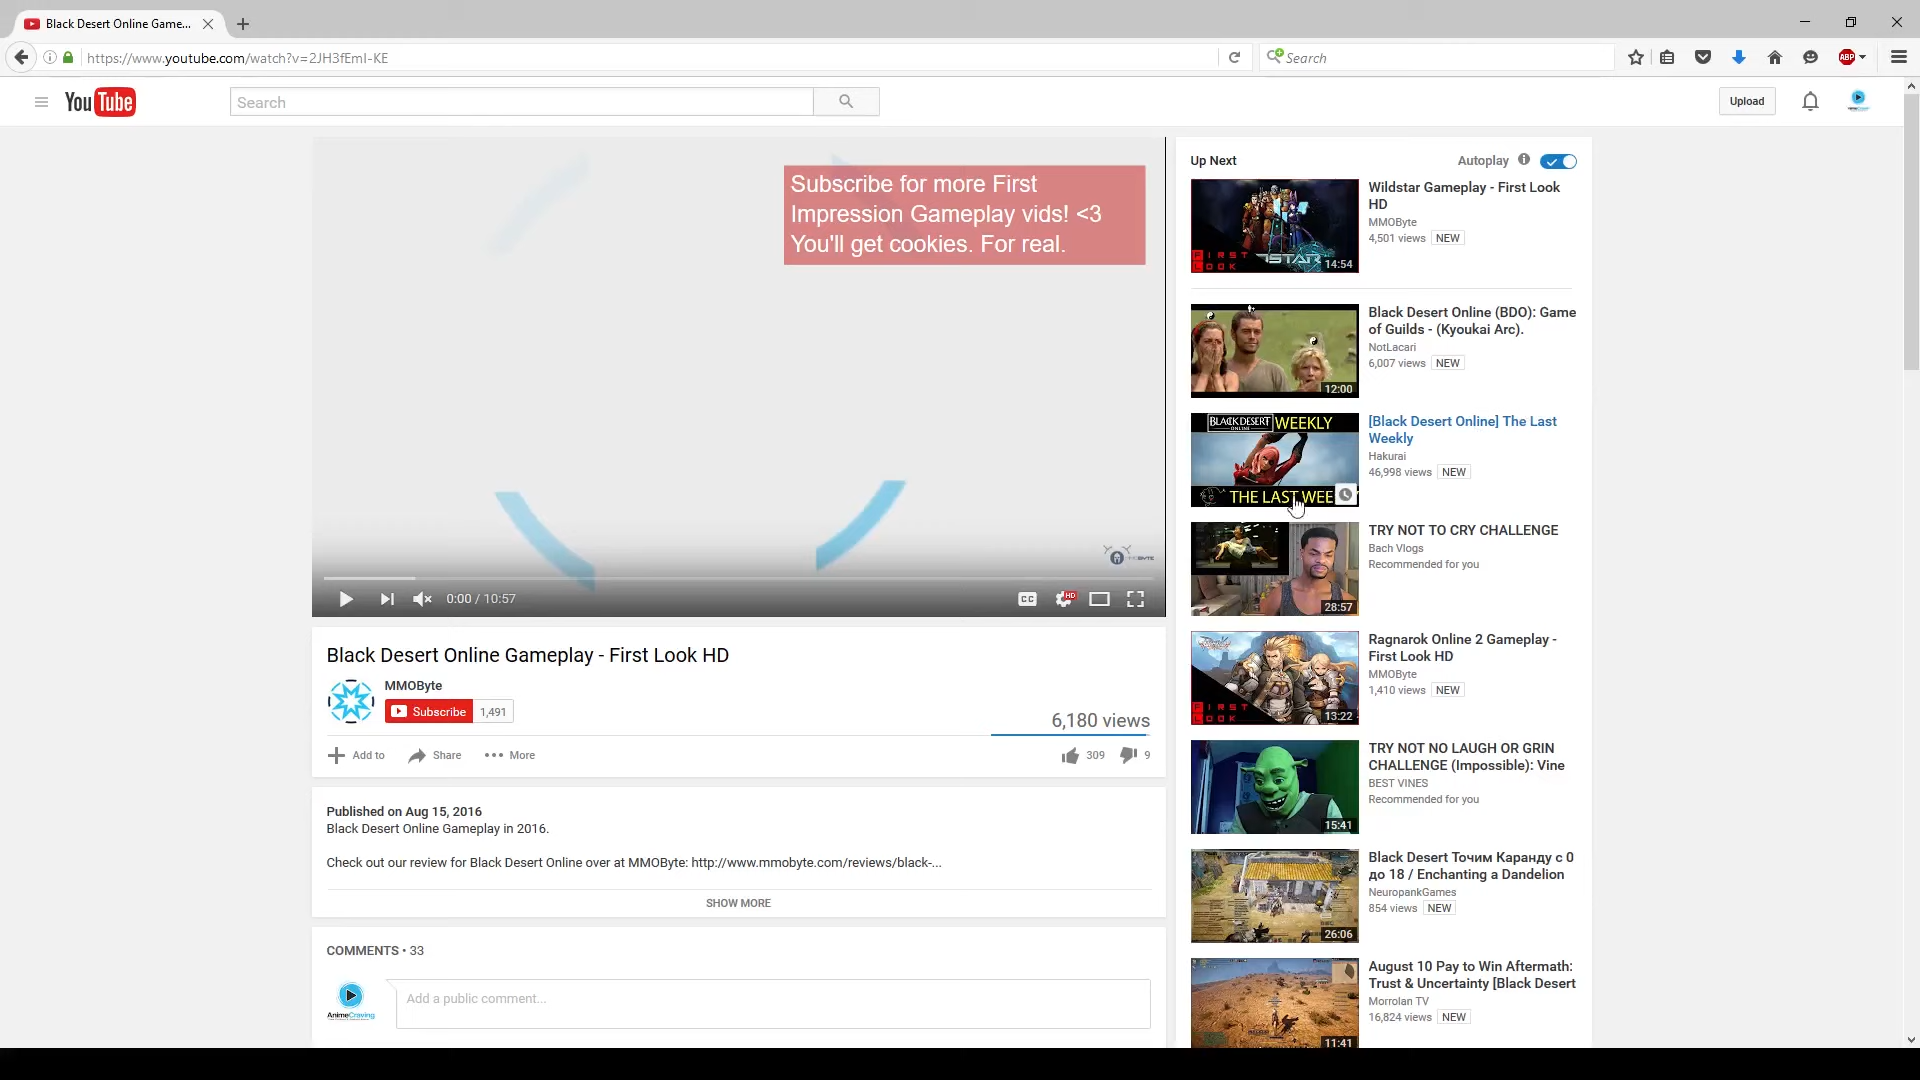 Black Desert Online Game...
https://www.youtube.com/watch?v=2JH3fEmI-KE
Search
ABP
YouTube
Search
Upload
Subscribe for more First
Impression Gameplay vids! <3
You'll get cookies. For real.
0:00 / 10:57
CC
HD
Black Desert Online Gameplay - First Look HD
MMOByte
Subscribe 1,491
6,180 views
Add to Share More 309 9
Published on Aug 15, 2016
Black Desert Online Gameplay in 2016.
Check out our review for Black Desert Online over at MMOByte: http://www.mmobyte.com/reviews/black-...
SHOW MORE
COMMENTS • 33
AnimeCraving
Add a public comment...
Up Next Autoplay
FIRST
LOOK
14:54
Wildstar Gameplay - First Look
HD
MMOByte
4,501 views NEW
12:00
Black Desert Online (BDO): Game
of Guilds - (Kyoukai Arc).
NotLacari
6,007 views NEW
BLACK DESERT WEEKLY
ONLINE
THE LAST WEE
[Black Desert Online] The Last
Weekly
Hakurai
46,998 views NEW
28:57
TRY NOT TO CRY CHALLENGE
Bach Vlogs
Recommended for you
FIRST
LOOK
13:22
Ragnarok Online 2 Gameplay -
First Look HD
MMOByte
1,410 views NEW
15:41
TRY NOT NO LAUGH OR GRIN
CHALLENGE (Impossible): Vine
BEST VINES
Recommended for you
26:06
Black Desert Точим Каранду с 0
до 18 / Enchanting a Dandelion
NeuropankGames
854 views NEW
11:41
August 10 Pay to Win Aftermath:
Trust & Uncertainty [Black Desert
Morrolan TV
16,824 views NEW